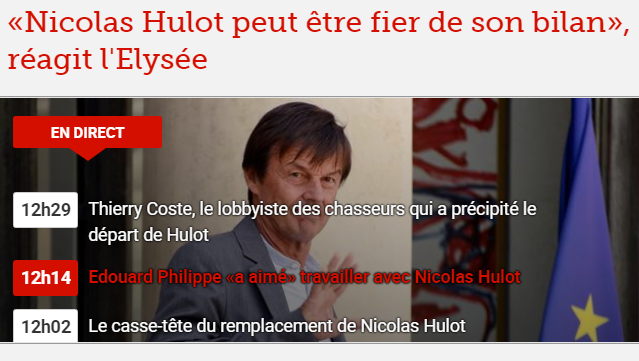 «Nicolas Hulot peut être fier de son bilan»,
réagit l'Elysée
EN DIRECT
12h29 Thierry Coste, le lobbyiste des chasseurs qui a précipité le
départ de Hulot
12h14 Edouard Philippe «a aimé» travailler avec Nicolas Hulot
12h02 Le casse-tête du remplacement de Nicolas Hulot